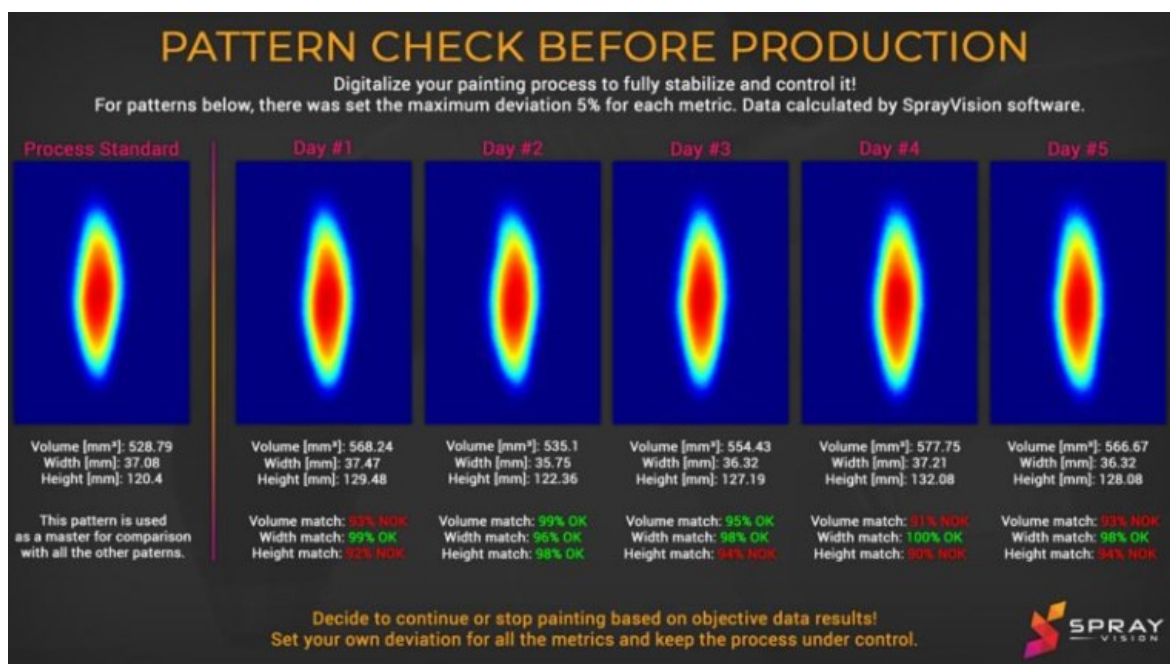 PATTERN CHECK BEFORE PRODUCTION
Digitalize your painting process to fully stabilize and control it!
For patterns below, there was set the maximum deviation 5% for each metric. Data calculated by SprayVision software.
Process Standard
Volume [mm³]: 528.79
Width [mm]: 37.08
Height [mm]: 120.4
This pattern is used
as a master for comparison
with all the other paterns.
Day #1
Volume [mm³]: 568.24
Width [mm]: 37.47
Height [mm]: 129.48
Volume match: 93% NOK
Width match: 99% OK
Height match: 92% NOK
Day #2
Volume [mm³]: 535.1
Width [mm]: 35.75
Height [mm]: 122.36
Volume match: 99% OK
Width match: 96% OK
Height match: 98% OK
Day #3
Volume [mm³]: 554.43
Width [mm]: 36.32
Height [mm]: 127.19
Volume match: 95% OK
Width match: 98% OK
Height match: 94% NOK
Day #4
Volume [mm³]: 577.75
Width [mm]: 37.21
Height [mm]: 132.08
Volume match: 91% NOK
Width match: 100% OK
Height match: 90% NOK
Day #5
Volume [mm³]: 566.67
Width [mm]: 36.32
Height [mm]: 128.08
Volume match: 93% NOK
Width match: 98% OK
Height match: 94% NOK
Decide to continue or stop painting based on objective data results!
Set your own deviation for all the metrics and keep the process under control.
SPRAY
VISION